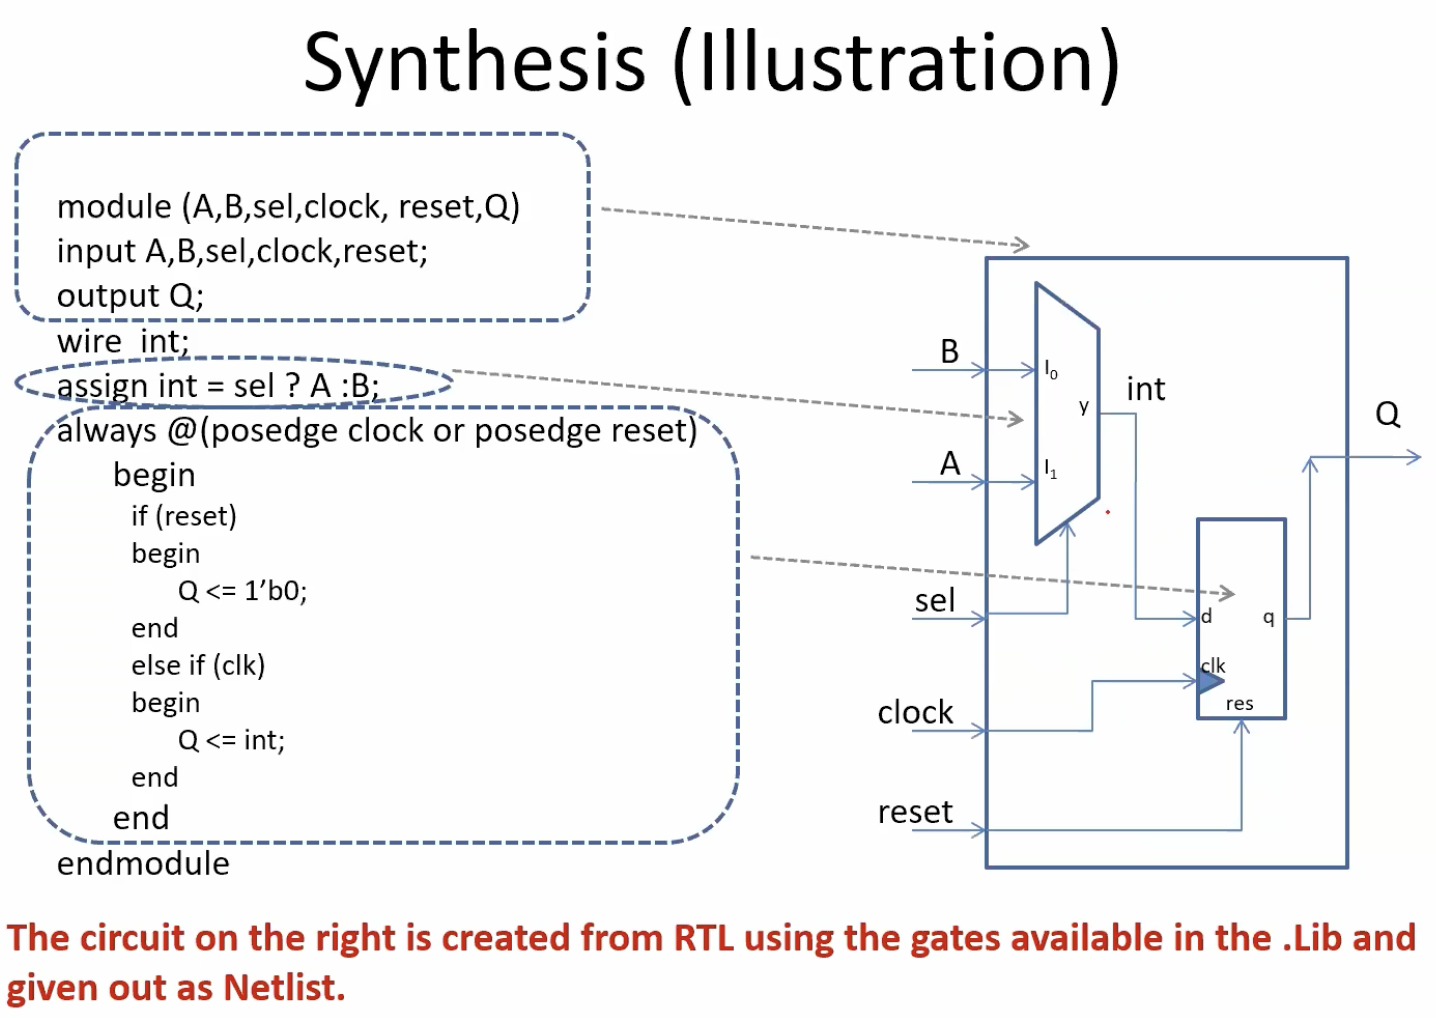 Synthesis (Illustration)
module (A,B,sel,clock, reset,Q)
input A,B,sel,clock,reset;
output Q;
wire  int;
assign int = sel ? A :B;
always @(posedge clock or posedge reset)
begin
if (reset)
begin
Q <= 1’b0;
end
else if (clk)
begin
Q <= int;
end
end
endmodule
B
I0
y
int
A
I1
Q
sel
d
q
clk
res
clock
reset
The circuit on the right is created from RTL using the gates available in the .Lib and
given out as Netlist.